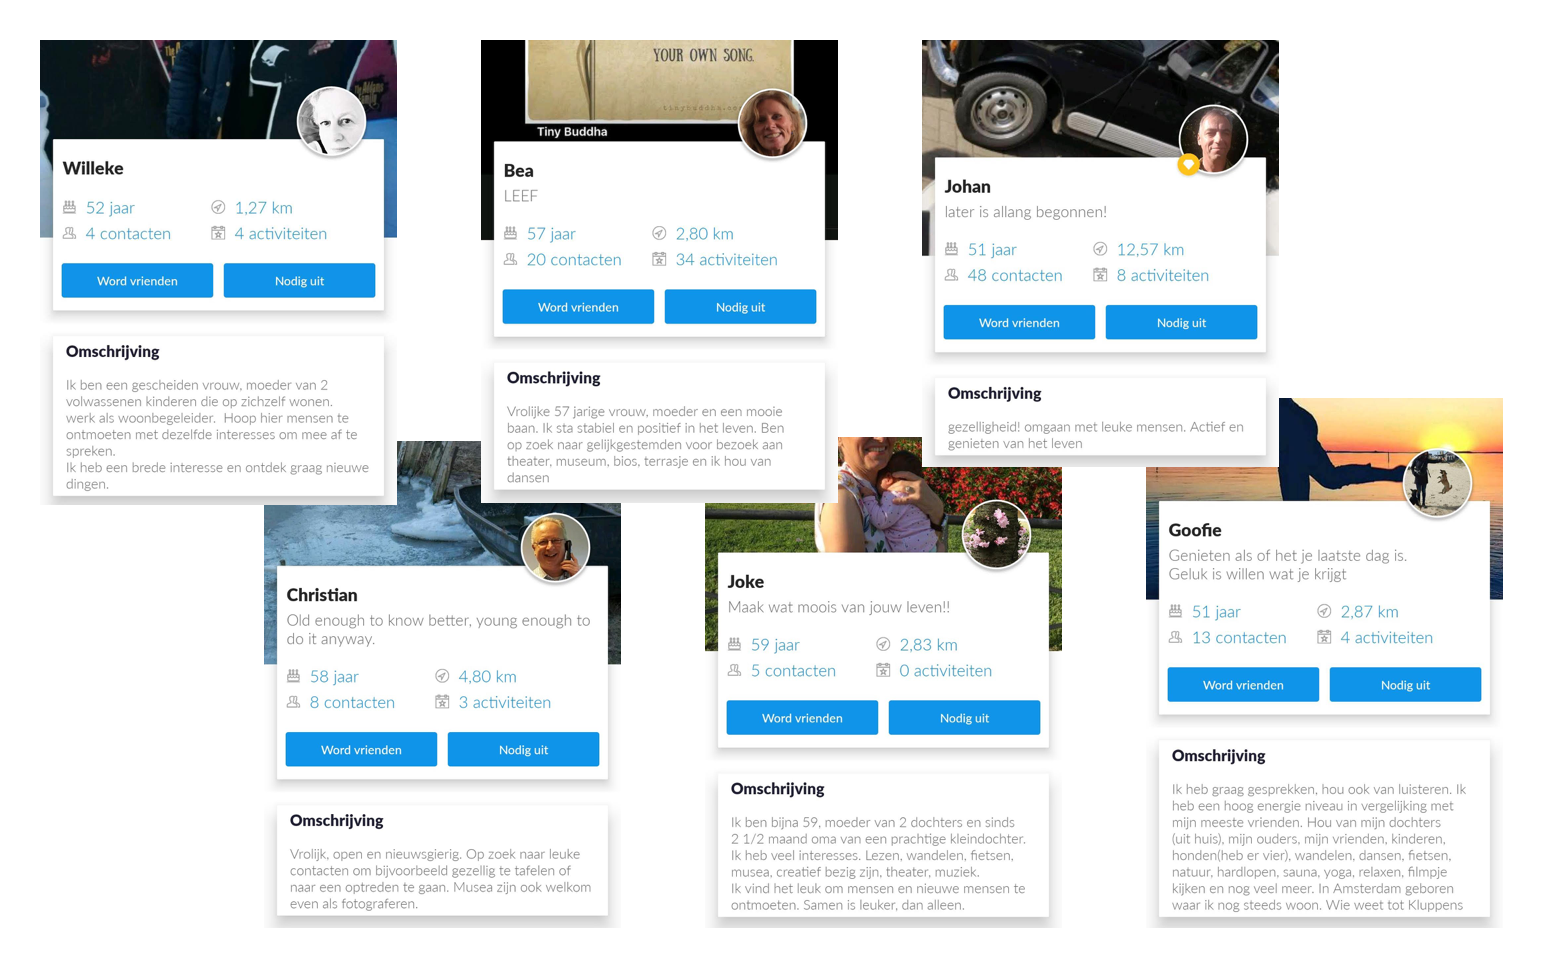 The Addams
Family
Willeke
52 jaar
1,27 km
4 contacten
4 activiteiten
Word vrienden
Nodig uit
Omschrijving
Ik ben een gescheiden vrouw, moeder van 2
volwassenen kinderen die op zichzelf wonen.
werk als woonbegeleider.  Hoop hier mensen te
ontmoeten met dezelfde interesses om mee af te
spreken.
Ik heb een brede interesse en ontdek graag nieuwe
dingen.
YOUR OWN SONG.
Tiny Buddha
Bea
LEEF
57 jaar
2,80 km
20 contacten
34 activiteiten
Word vrienden
Nodig uit
Omschrijving
Vrolijke 57 jarige vrouw, moeder en een mooie
baan. Ik sta stabiel en positief in het leven. Ben
op zoek naar gelijkgestemden voor bezoek aan
theater, museum, bios, terrasje en ik hou van
dansen
Johan
later is allang begonnen!
51 jaar
12,57 km
48 contacten
8 activiteiten
Word vrienden
Nodig uit
Omschrijving
gezelligheid! omgaan met leuke mensen. Actief en
genieten van het leven
Christian
Old enough to know better, young enough to
do it anyway.
58 jaar
4,80 km
8 contacten
3 activiteiten
Word vrienden
Nodig uit
Omschrijving
Vrolijk, open en nieuwsgierig. Op zoek naar leuke
contacten om bijvoorbeeld gezellig te tafelen of
naar een optreden te gaan. Musea zijn ook welkom
even als fotograferen.
Joke
Maak wat moois van jouw leven!!
59 jaar
2,83 km
5 contacten
0 activiteiten
Word vrienden
Nodig uit
Omschrijving
Ik ben bijna 59, moeder van 2 dochters en sinds
2 1/2 maand oma van een prachtige kleindochter.
Ik heb veel interesses. Lezen, wandelen, fietsen,
musea, creatief bezig zijn, theater, muziek.
Ik vind het leuk om mensen en nieuwe mensen te
ontmoeten. Samen is leuker, dan alleen.
Goofie
Genieten als of het je laatste dag is.
Geluk is willen wat je krijgt
51 jaar
2,87 km
13 contacten
4 activiteiten
Word vrienden
Nodig uit
Omschrijving
Ik heb graag gesprekken, hou ook van luisteren. Ik
heb een hoog energie niveau in vergelijking met
mijn meeste vrienden. Hou van mijn dochters
(uit huis), mijn ouders, mijn vrienden, kinderen,
honden(heb er vier), wandelen, dansen, fietsen,
natuur, hardlopen, sauna, yoga, relaxen, filmpje
kijken en nog veel meer. In Amsterdam geboren
waar ik nog steeds woon. Wie weet tot Kluppens